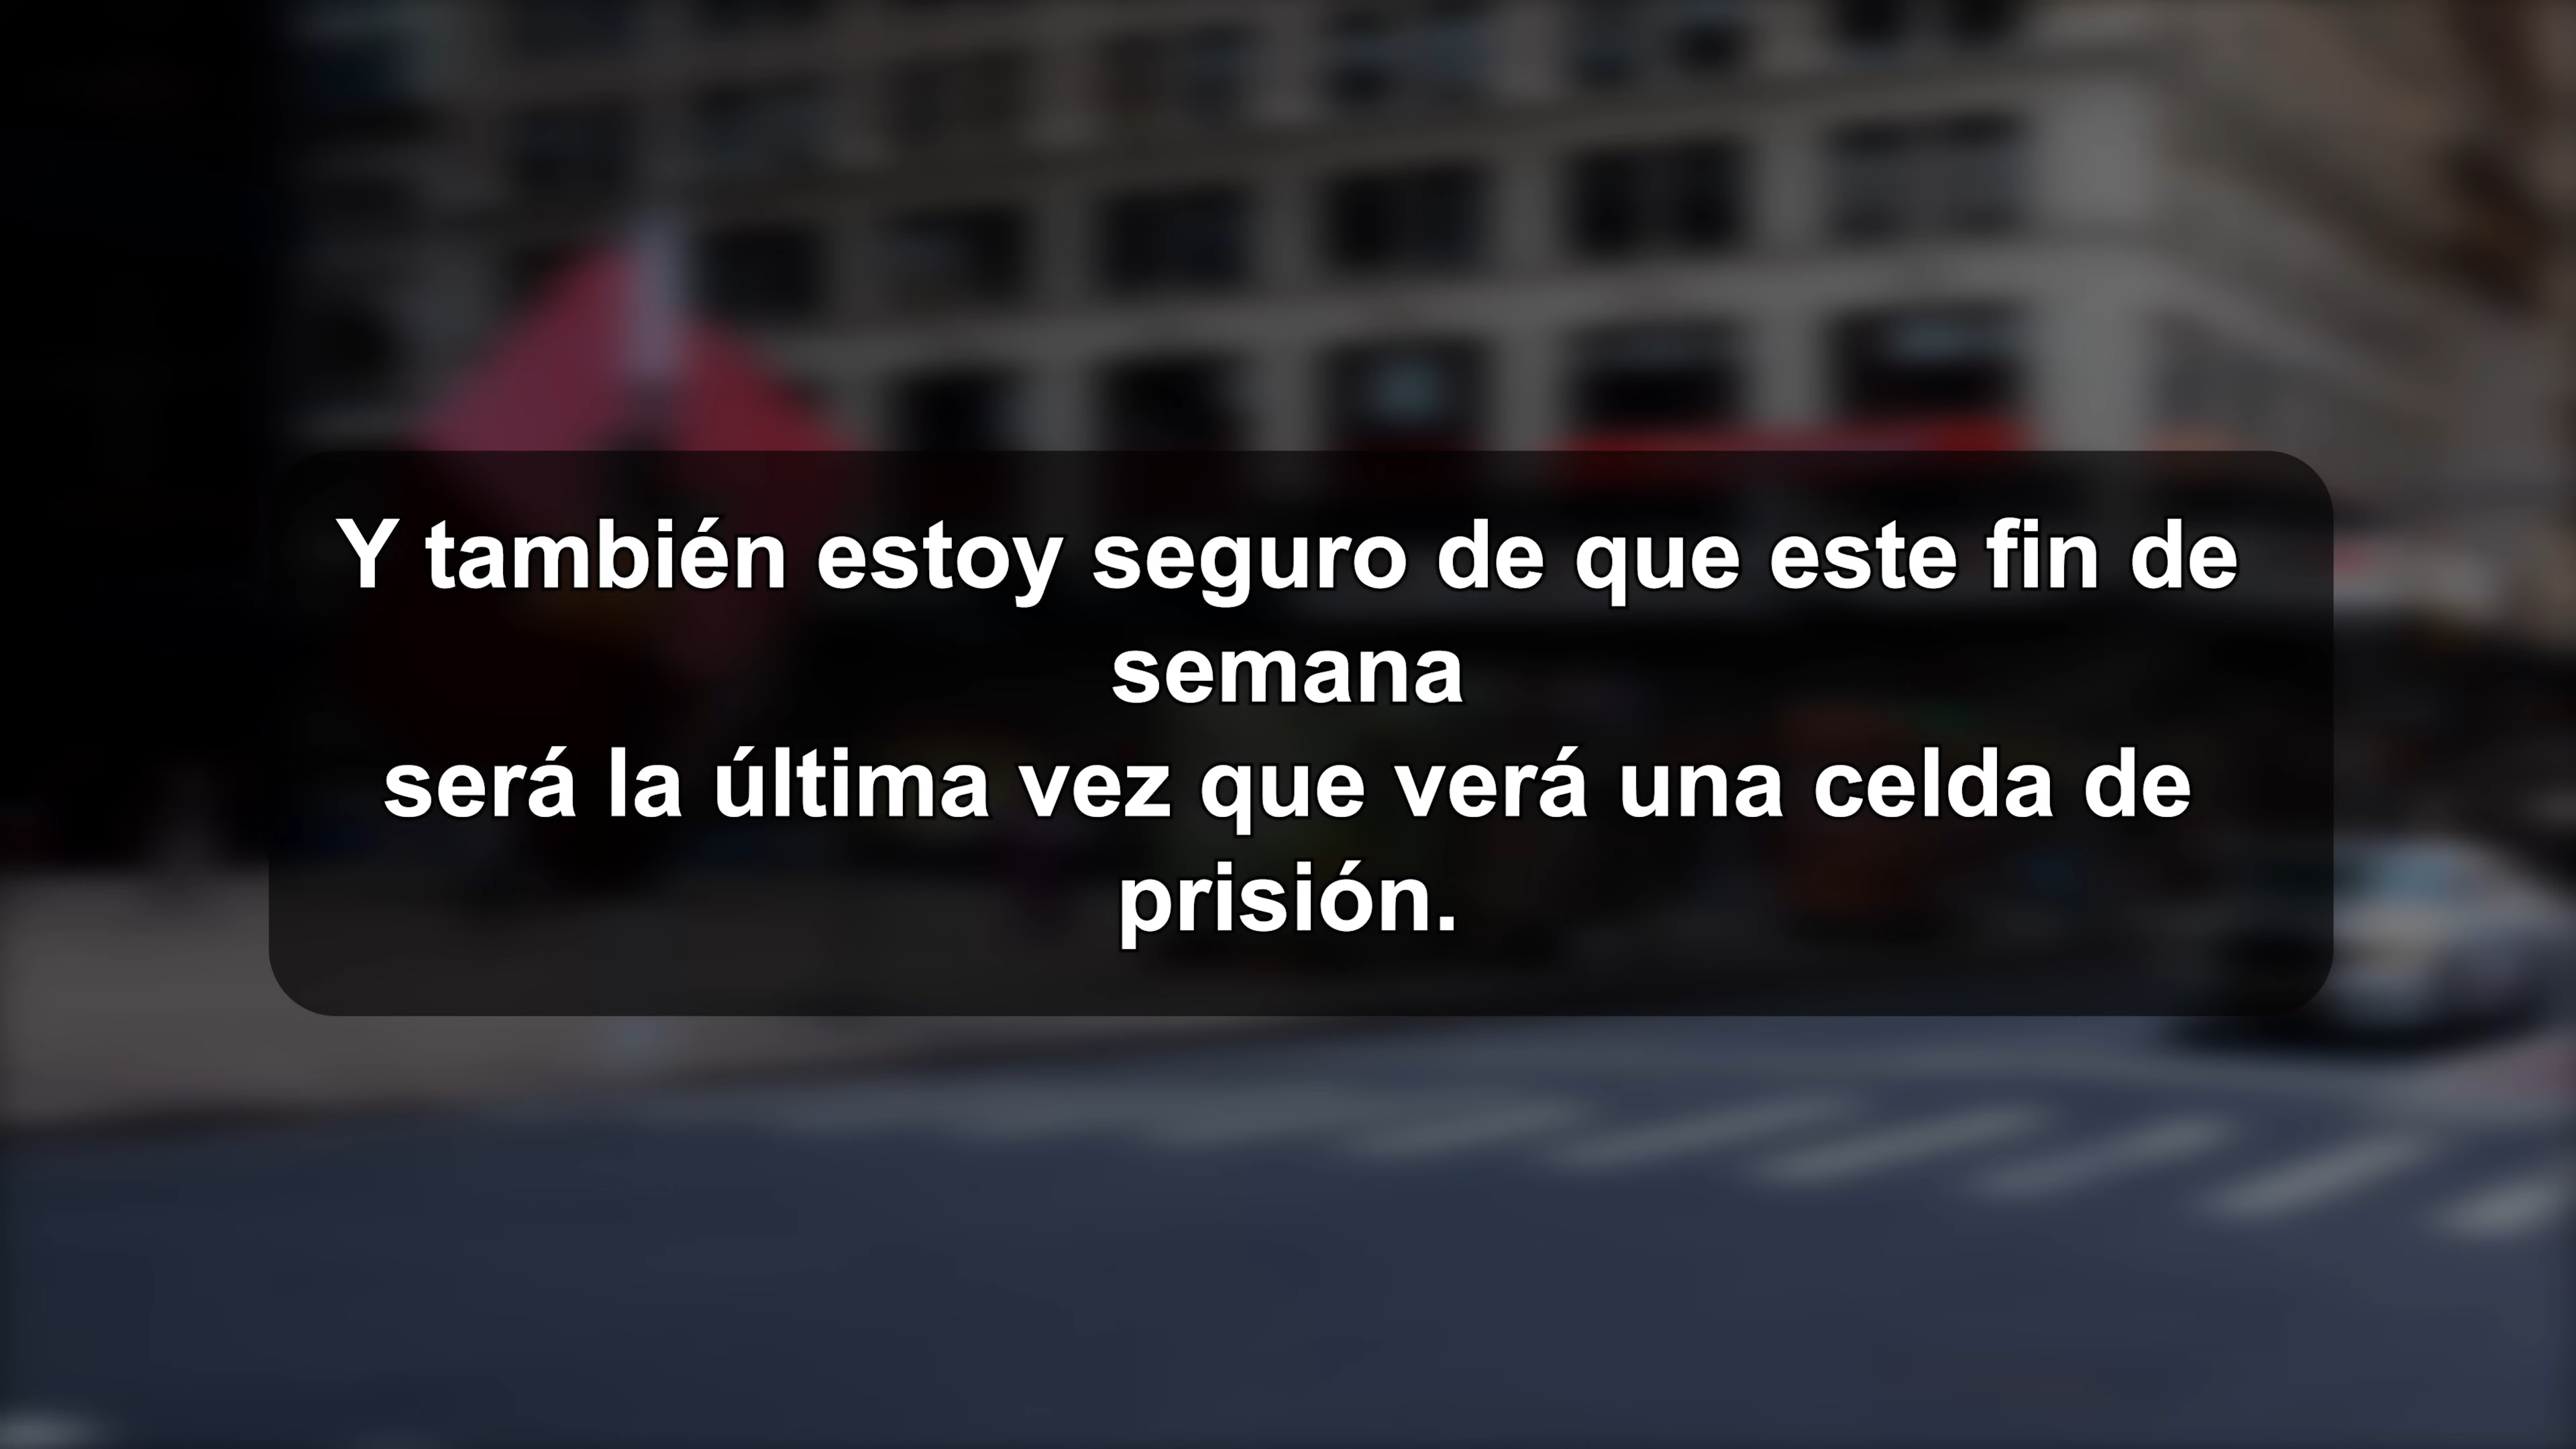 Y también estoy seguro de que este fin de
semana
será la última vez que verá una celda de
prisión.